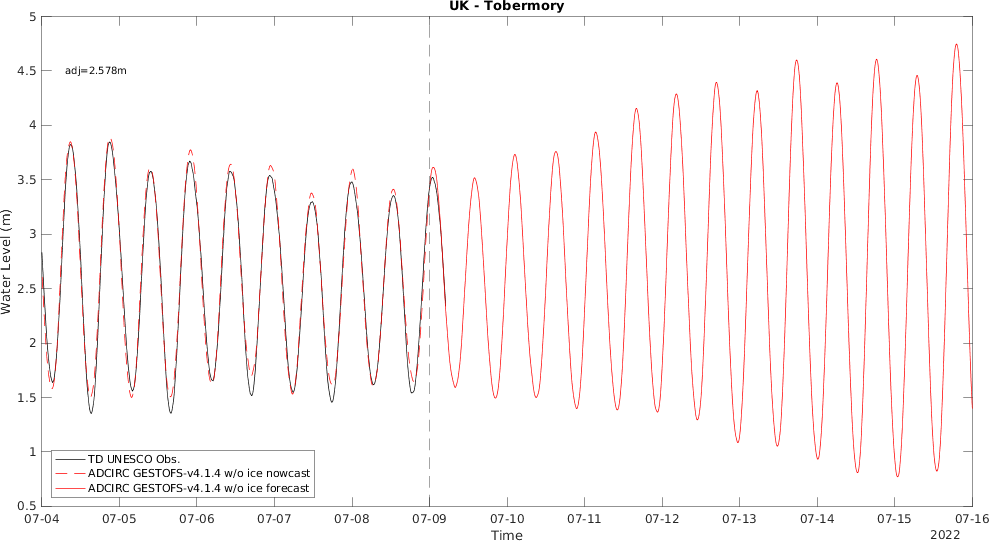 UK - Tobermory
adj=2.578m
5
4.5
4
3.5
3
2.5
2
1.5
1
0.5
Water Level (m)
TD UNESCO Obs.
ADCIRC GESTOFS-v4.1.4 w/o ice nowcast
ADCIRC GESTOFS-v4.1.4 w/o ice forecast
07-04 07-05 07-06 07-07 07-08 07-09 07-10 07-11 07-12 07-13 07-14 07-15 07-16
Time
2022